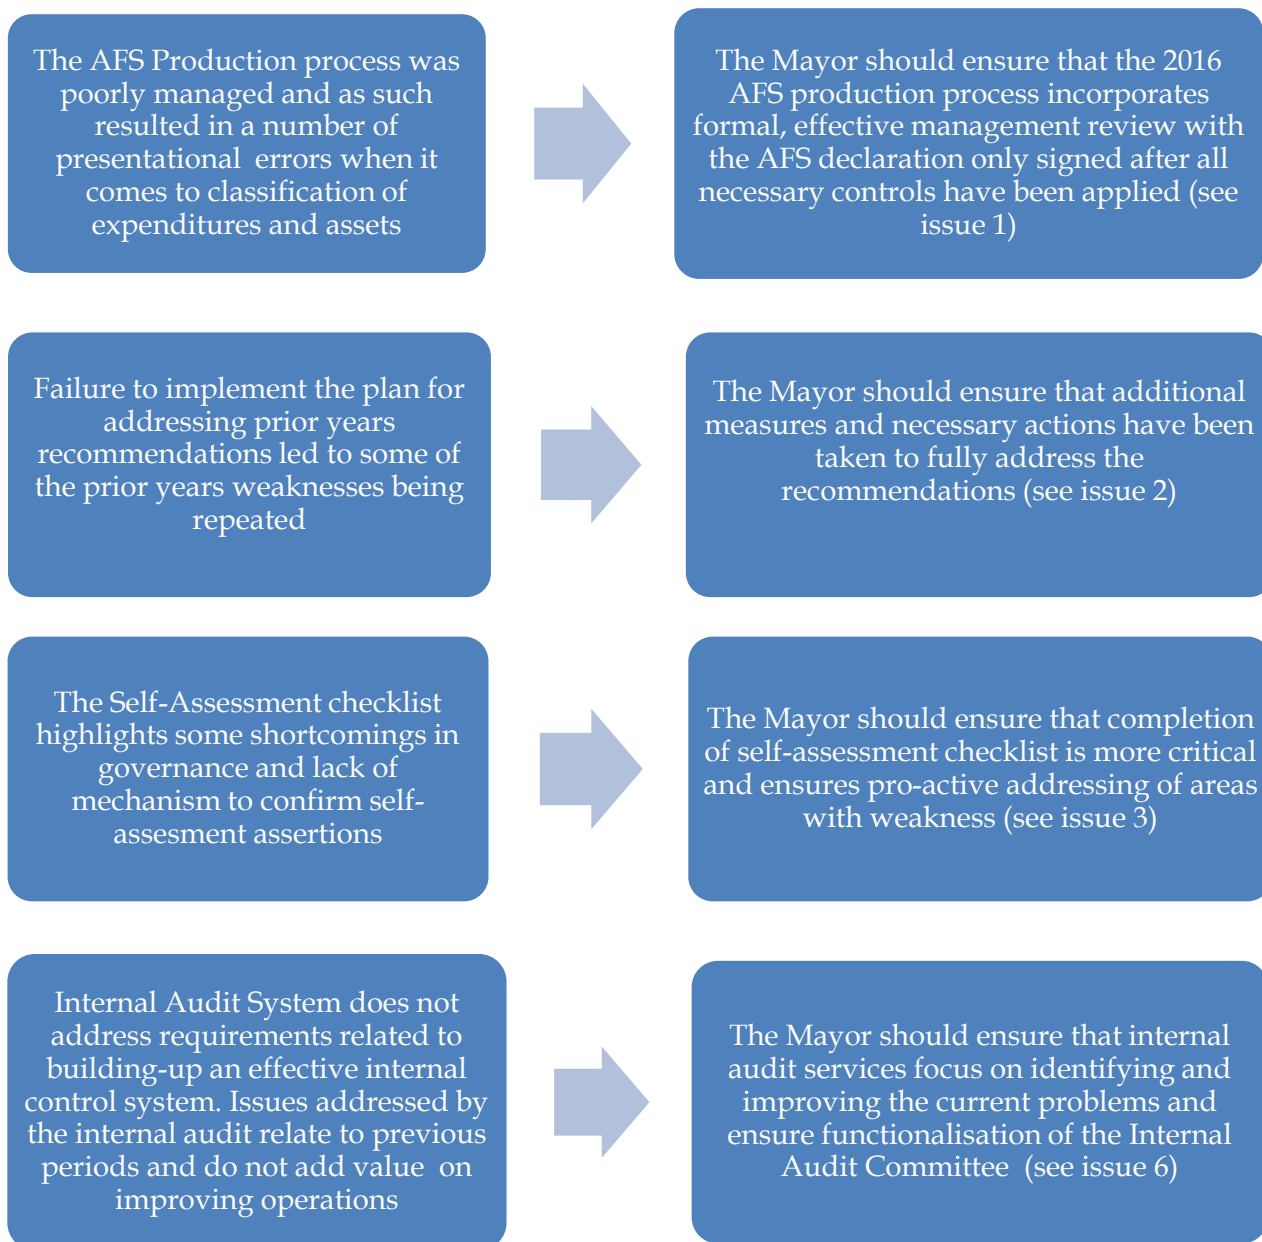 The AFS Production process was
poorly managed and as such
resulted in a number of
presentational errors when it
comes to classification of
expenditures and assets
The Mayor should ensure that the 2016
AFS production process incorporates
formal, effective management review with
the AFS declaration only signed after all
necessary controls have been applied (see
issue 1)
Failure to implement the plan for
addressing prior years
recommendations led to some of
the prior years weaknesses being
repeated
The Mayor should ensure that additional
measures and necessary actions have been
taken to fully address the
recommendations (see issue 2)
The Self-Assessment checklist
highlights some shortcomings in
governance and lack of
mechanism to confirm self-
assesment assertions
The Mayor should ensure that completion
of self-assessment checklist is more critical
and ensures pro-active addressing of areas
with weakness (see issue 3)
Internal Audit System does not
address requirements related to
building-up an effective internal
control system. Issues addressed by
the internal audit relate to previous
periods and do not add value on
improving operations
The Mayor should ensure that internal
audit services focus on identifying and
improving the current problems and
ensure functionalisation of the Internal
Audit Committee (see issue 6)